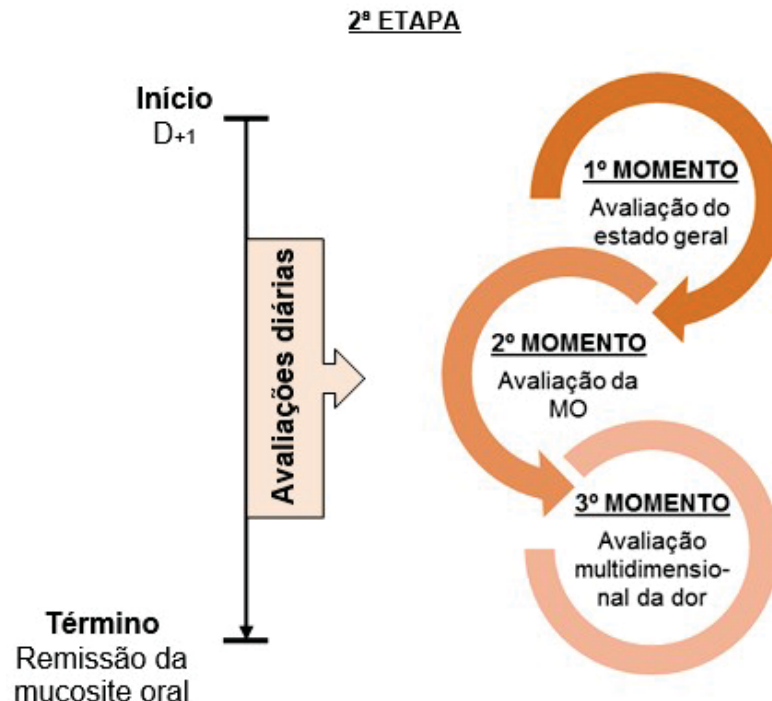 2ª ETAPA
Início
D+1
Avaliações diárias
Término
Remissão da
mucosite oral
1º MOMENTO
Avaliação do
estado geral
2º MOMENTO
Avaliação da
MO
3º MOMENTO
Avaliação
multidimensio-
nal da dor